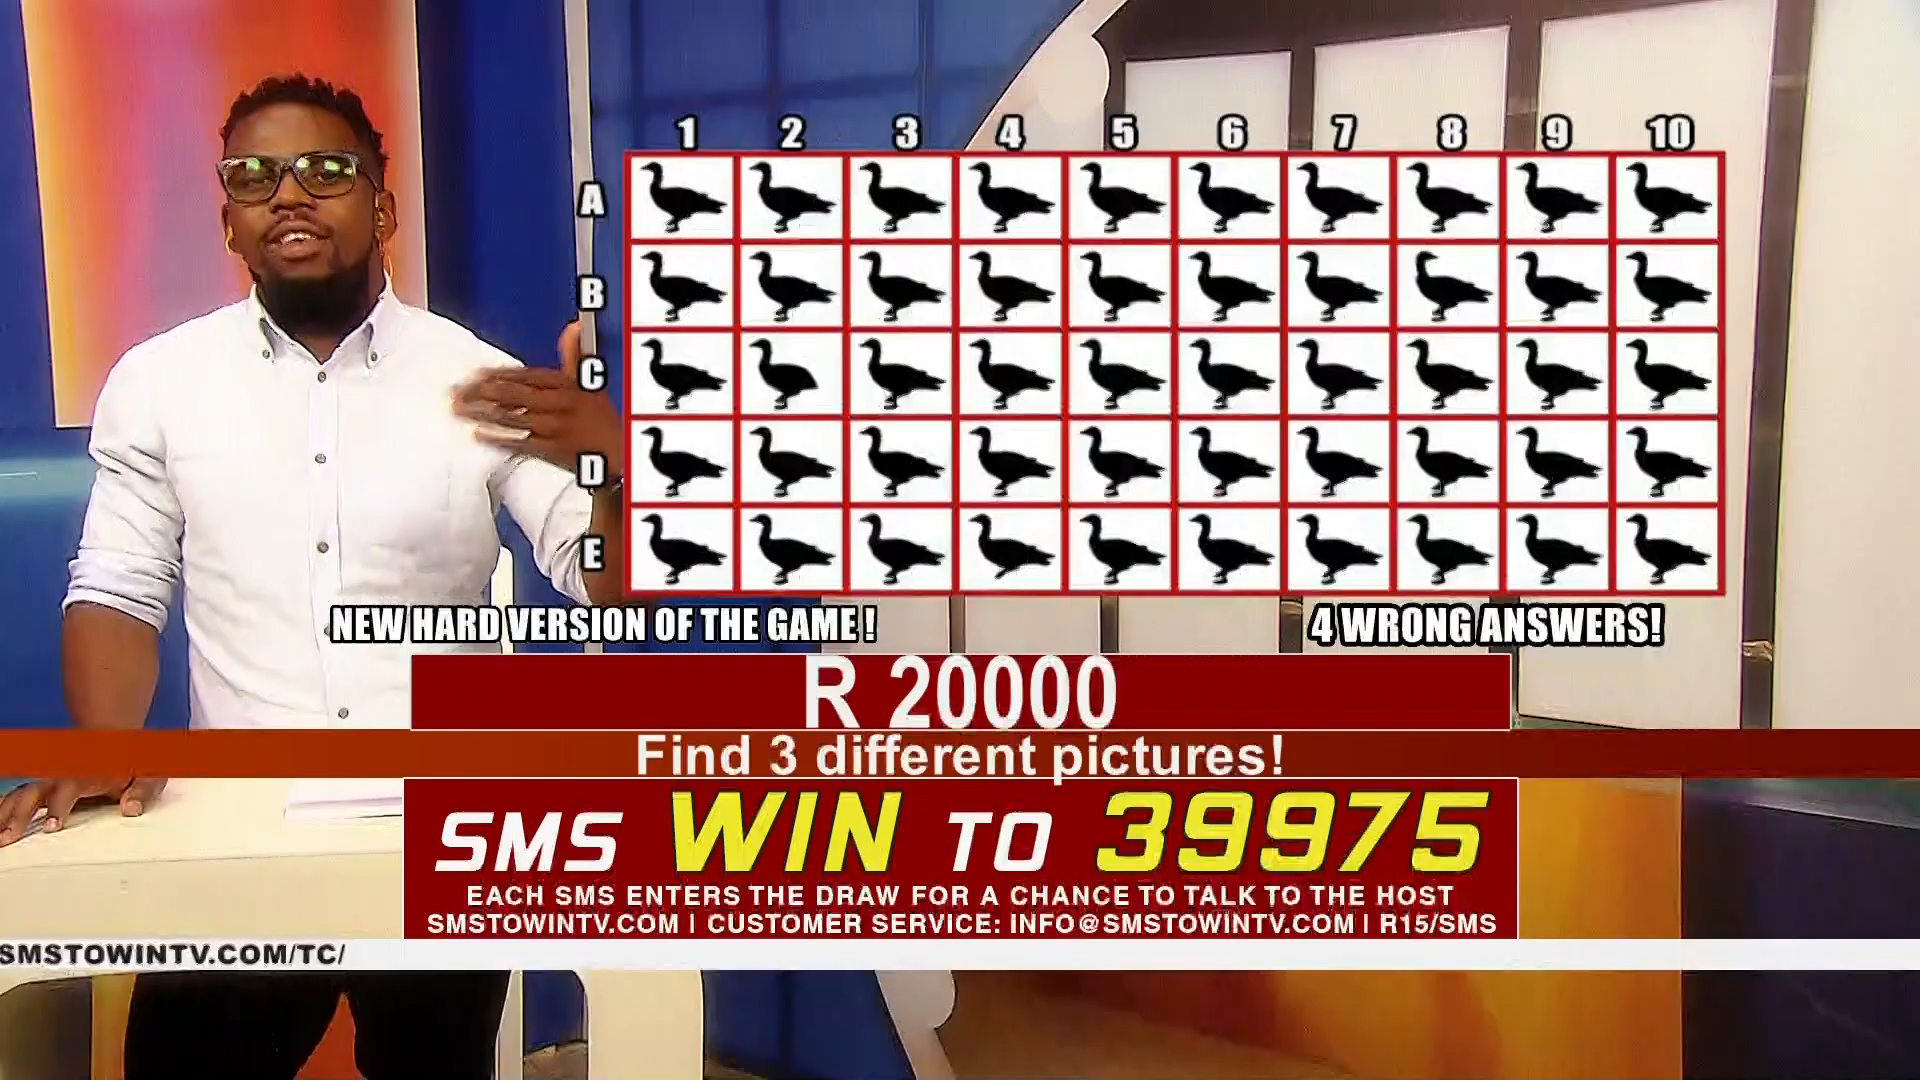 1 2 3 4 5 6 7 8 9 10
A
B
C
D
E
NEW HARD VERSION OF THE GAME !
4 WRONG ANSWERS!
R 20000
Find 3 different pictures!
SMS WIN TO 39975
EACH SMS ENTERS THE DRAW FOR A CHANCE TO TALK TO THE HOST
SMSTOWINTV.COM | CUSTOMER SERVICE: INFO@SMSTOWINTV.COM | R15/SMS
SMSTOWINTV.COM/TC/